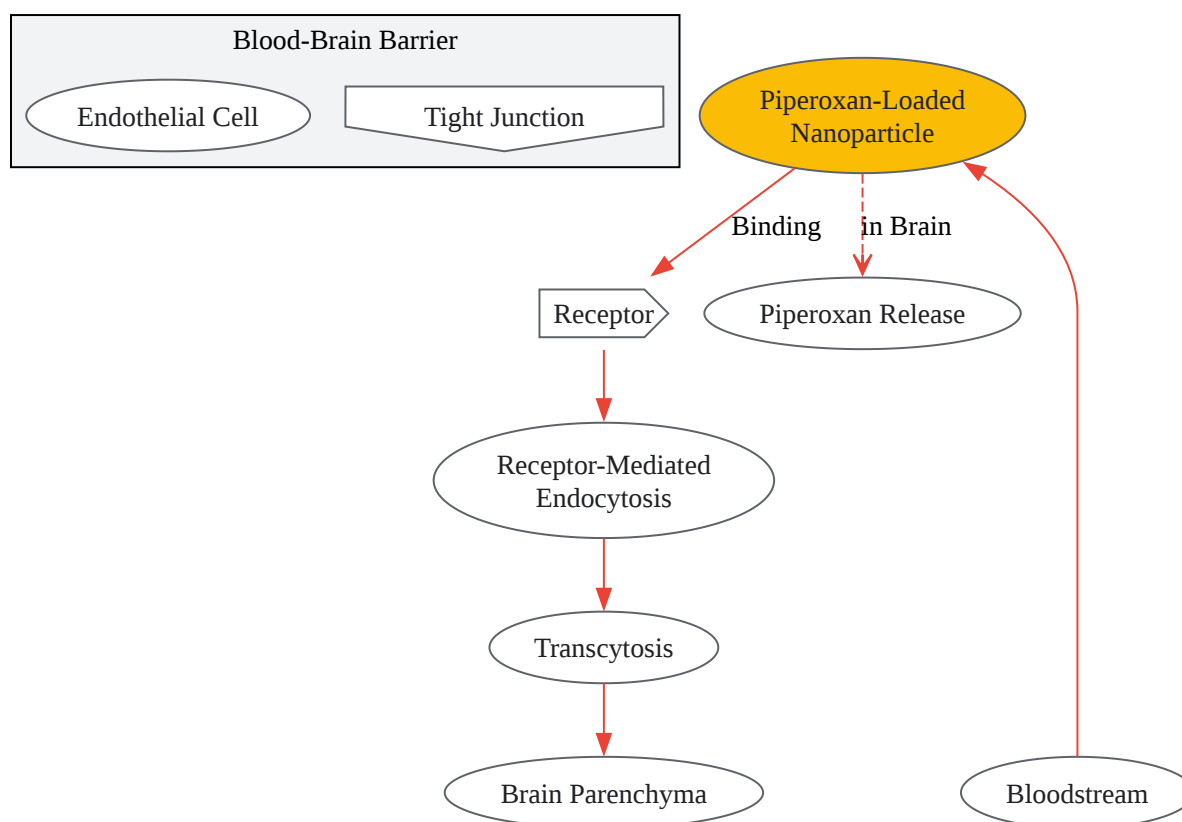 Blood-Brain Barrier
Endothelial Cell
Tight Junction
Piperoxan-Loaded
Nanoparticle
Binding
in Brain
Receptor
Piperoxan Release
Receptor-Mediated
Endocytosis
Transcytosis
Brain Parenchyma
Bloodstream